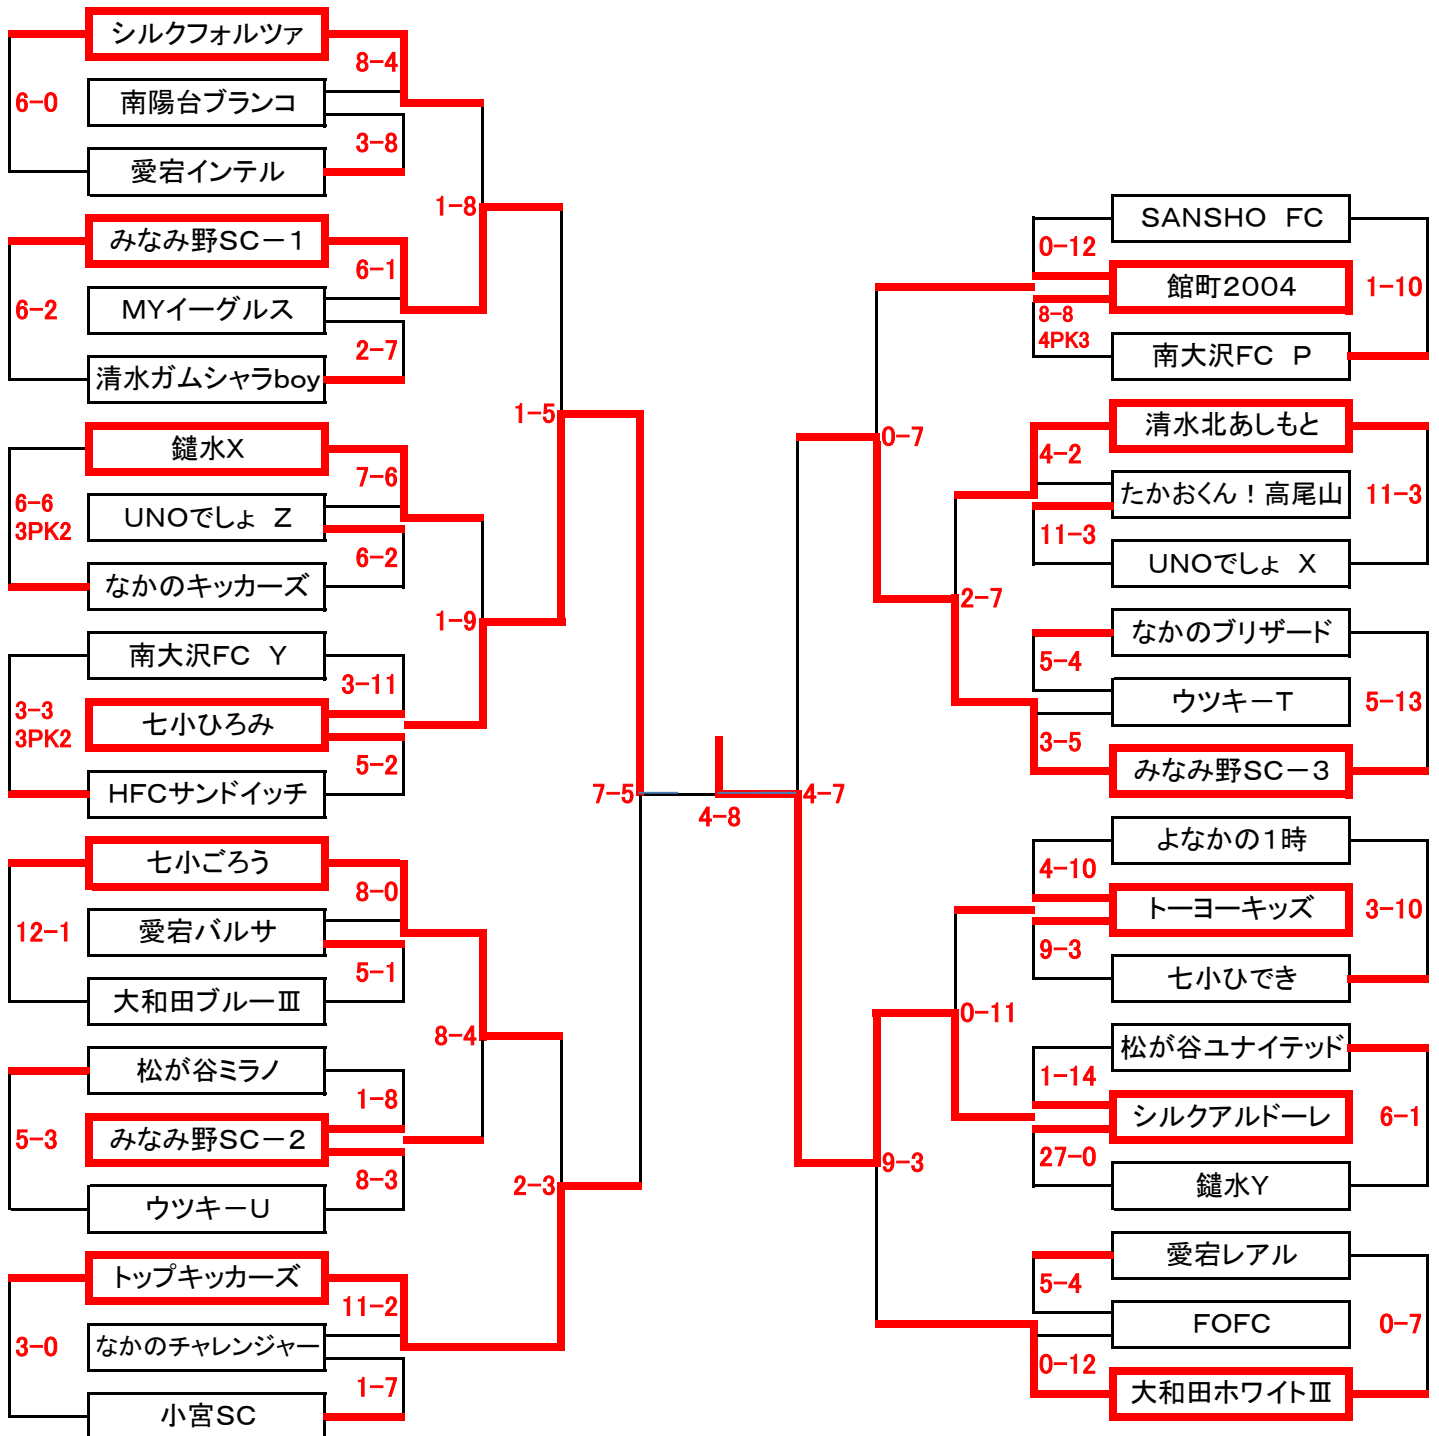 シルクフォルツァ
8-4
6-0
南陽台ブランコ
3-8
愛宕インテル
1-8
みなみ野SC－1
6-1
6-2
MYイーグルス
2-7
清水ガムシャラboy
1-5
鑓水X
7-6
6-6
3PK2
UNOでしょ Z
6-2
なかのキッカーズ
1-9
南大沢FC Y
3-11
3-3
3PK2
七小ひろみ
5-2
HFCサンドイッチ
7-5
4-8
七小ごろう
8-0
12-1
愛宕バルサ
5-1
大和田ブルーⅢ
8-4
松が谷ミラノ
1-8
5-3
みなみ野SC－2
8-3
ウツキーU
2-3
トップキッカーズ
11-2
3-0
なかのチャレンジャー
1-7
小宮SC
SANSHO FC
0-12
館町2004
1-10
8-8
4PK3
南大沢FC P
0-7
清水北あしもと
4-2
たかおくん！高尾山
11-3
11-3
UNOでしょ X
2-7
なかのブリザード
5-4
ウツキーT
5-13
3-5
みなみ野SC－3
4-7
よなかの1時
4-10
トーヨーキッズ
3-10
9-3
七小ひでき
0-11
松が谷ユナイテッド
1-14
シルクアルドーレ
6-1
27-0
鑓水Y
9-3
愛宕レアル
5-4
FOFC
0-7
0-12
大和田ホワイトⅢ